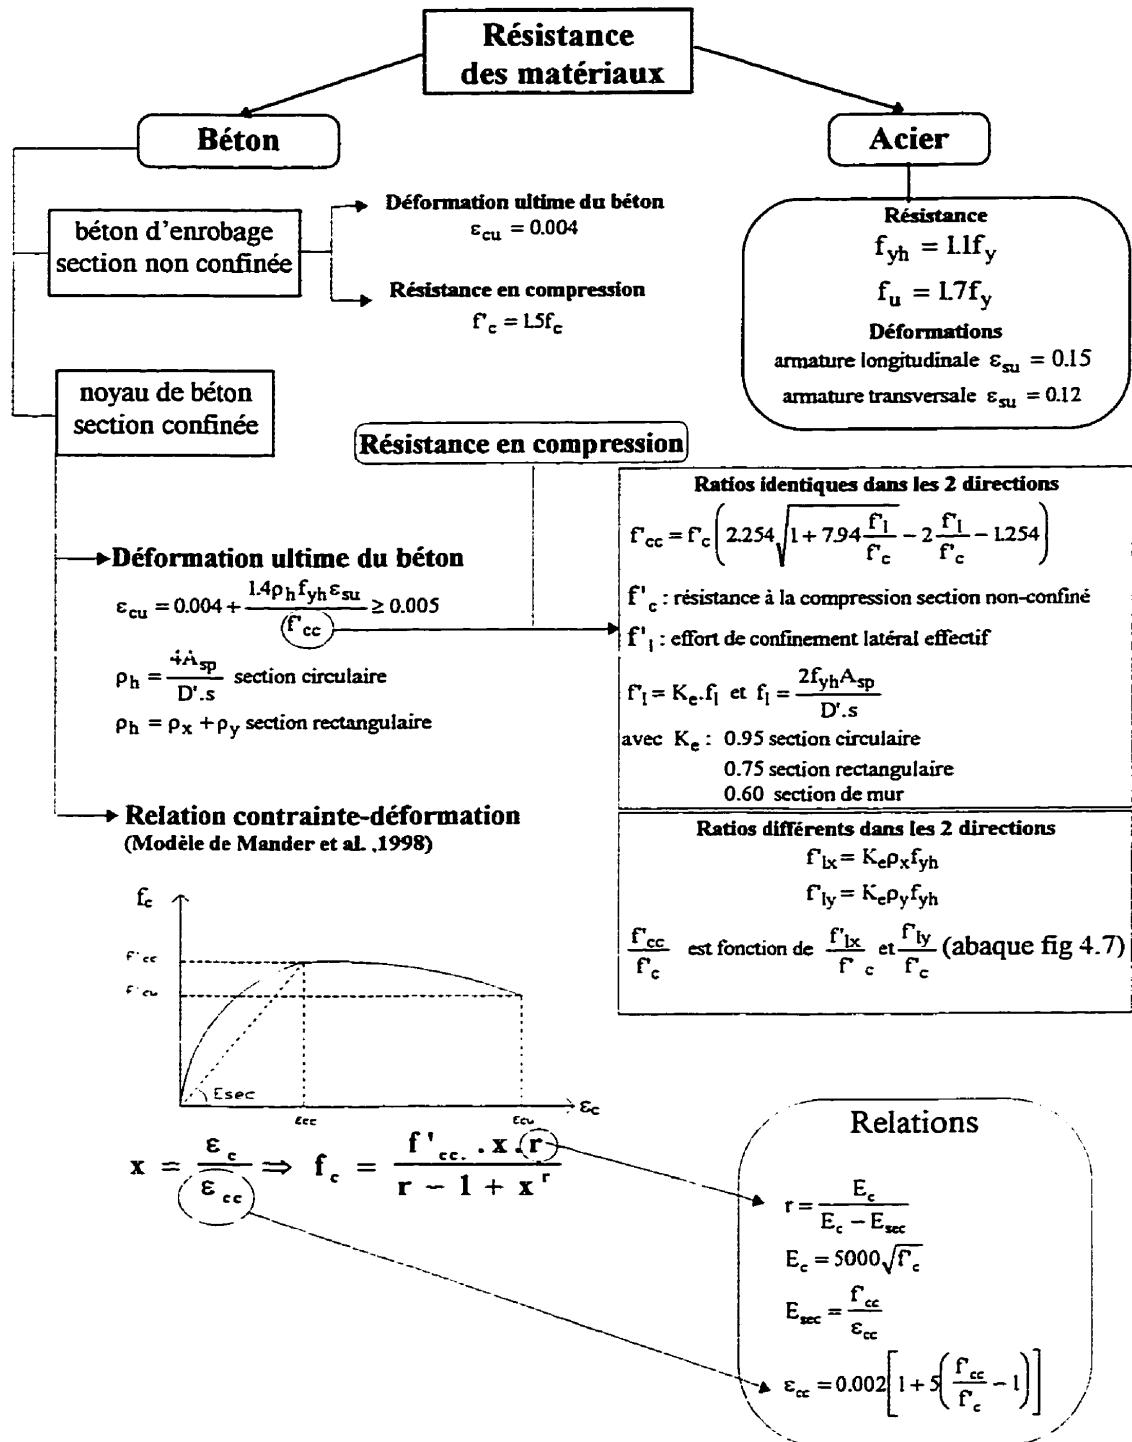 Résistance
des matériaux
Béton
Acier
béton d'enrobage
section non confinée
Déformation ultime du béton
ε_cu = 0.004
Résistance en compression
f'_c = 1.5f_c
Résistance
f_yh = 1.1f_y
f_u = 1.7f_y
Déformations
armature longitudinale ε_su = 0.15
armature transversale ε_su = 0.12
noyau de béton
section confinée
Résistance en compression
Déformation ultime du béton
ε_cu = 0.004 + 1.4ρ_h f_yh ε_su / f'_cc ≥ 0.005
ρ_h = 4A_sp / D'.s section circulaire
ρ_h = ρ_x + ρ_y section rectangulaire
Ratios identiques dans les 2 directions
f'_cc = f'_c (2.254 √(1 + 7.94 f'_l / f'_c) − 2 f'_l / f'_c − 1.254)
f'_c : résistance à la compression section non-confiné
f'_l : effort de confinement latéral effectif
f'_l = K_e.f_l et f_l = 2f_yh A_sp / D'.s
avec K_e : 0.95 section circulaire
0.75 section rectangulaire
0.60 section de mur
Ratios différents dans les 2 directions
f'_lx = K_e ρ_x f_yh
f'_ly = K_e ρ_y f_yh
f'_cc / f'_c est fonction de f'_lx / f'_c et f'_ly / f'_c (abaque fig 4.7)
Relation contrainte-déformation
(Modèle de Mander et al. ,1998)
f_c
f'cc
f'cu
Esec
εcc
εcu
ε_c
x = ε_c / ε_cc ⇒ f_c = f'_cc. . x . r / r − 1 + x^r
Relations
r = E_c / E_c − E_sec
E_c = 5000√f'_c
E_sec = f'_cc / ε_cc
ε_cc = 0.002[1 + 5(f'_cc / f'_c − 1)]